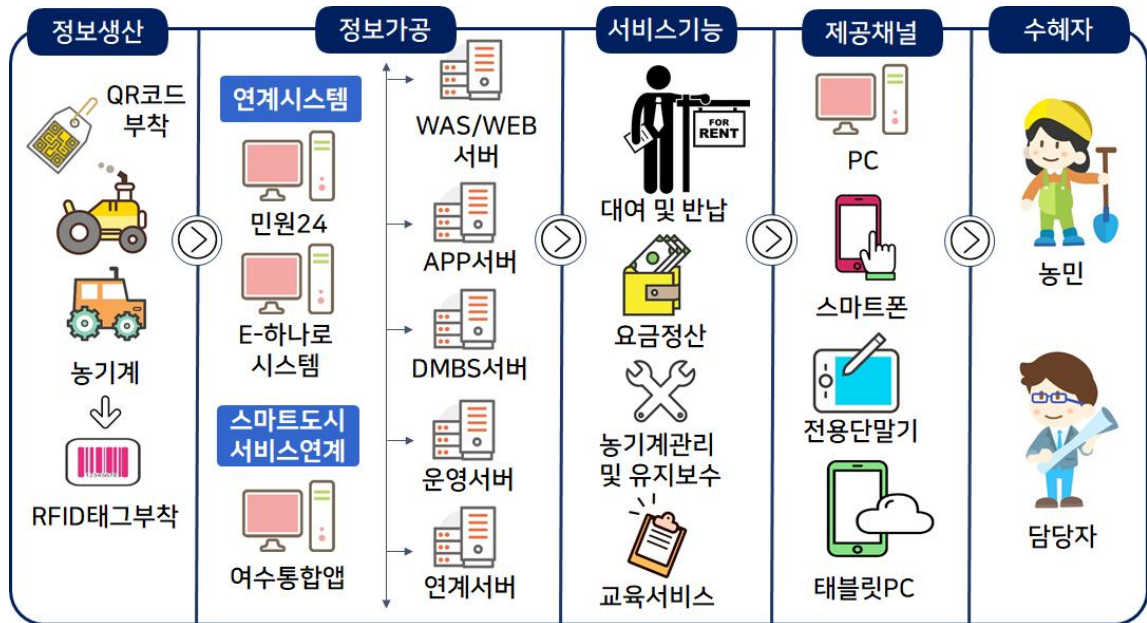 정보생산
QR코드
부착
농기계
RFID태그부착
정보가공
연계시스템
민원24
E-하나로
시스템
스마트도시
서비스연계
여수통합앱
WAS/WEB
서버
APP서버
DMBS서버
운영서버
연계서버
서비스기능
FOR
RENT
대여 및 반납
요금정산
농기계관리
및 유지보수
교육서비스
제공채널
PC
스마트폰
전용단말기
태블릿PC
수혜자
농민
담당자